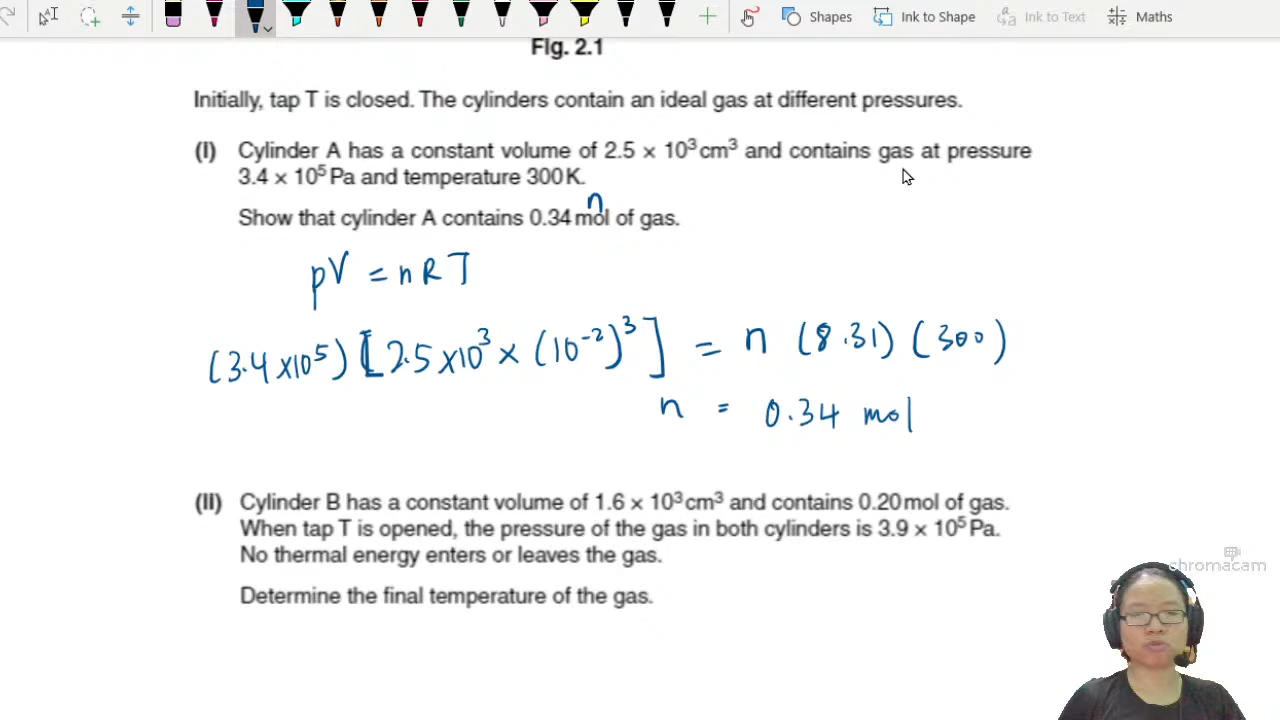 Shapes Ink to Shape Ink to Text Maths
Fig. 2.1
Initially, tap T is closed. The cylinders contain an ideal gas at different pressures.
(i) Cylinder A has a constant volume of 2.5 × 10³ cm³ and contains gas at pressure
3.4 × 10⁵ Pa and temperature 300 K.
n
Show that cylinder A contains 0.34 mol of gas.
pV = nRT
(3.4×10⁵) [2.5×10³ × (10⁻²)³] = n (8.31) (300)
n = 0.34 mol
(ii) Cylinder B has a constant volume of 1.6 × 10³ cm³ and contains 0.20 mol of gas.
When tap T is opened, the pressure of the gas in both cylinders is 3.9 × 10⁵ Pa.
No thermal energy enters or leaves the gas.
chromacam
Determine the final temperature of the gas.